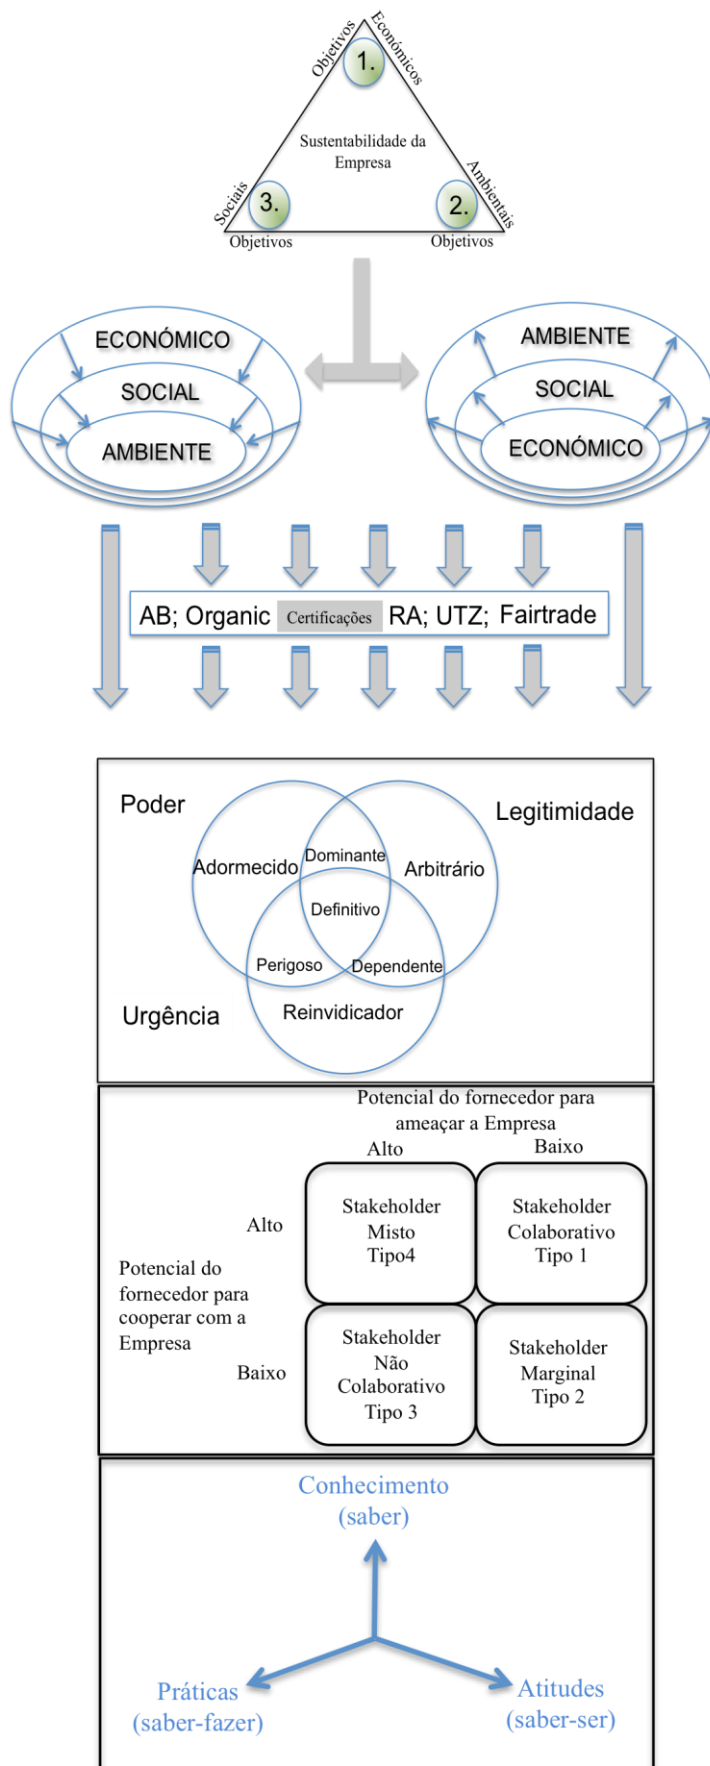 Objetivos
Económicos
1.
Sustentabilidade da
Empresa
Sociais
Ambientais
3.
2.
Objetivos
Objetivos
ECONÓMICO
SOCIAL
AMBIENTE
AMBIENTE
SOCIAL
ECONÓMICO
AB; Organic Certificações RA; UTZ; Fairtrade
Poder
Legitimidade
Adormecido
Dominante
Arbitrário
Definitivo
Perigoso
Dependente
Urgência
Reinvidicador
Potencial do fornecedor para
ameaçar a Empresa
Alto
Baixo
Alto
Stakeholder
Misto
Tipo4
Stakeholder
Colaborativo
Tipo 1
Potencial do
fornecedor para
cooperar com a
Empresa
Baixo
Stakeholder
Não
Colaborativo
Tipo 3
Stakeholder
Marginal
Tipo 2
Conhecimento
(saber)
Práticas
(saber-fazer)
Atitudes
(saber-ser)